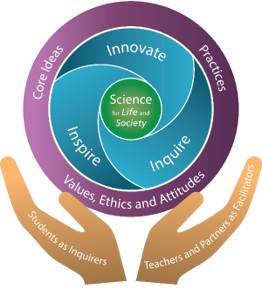 Core Ideas
Practices
Values, Ethics and Attitudes
Innovate
Inspire
Inquire
Science
for Life and
Society
Students as Inquirers
Teachers and Partners as Facilitators